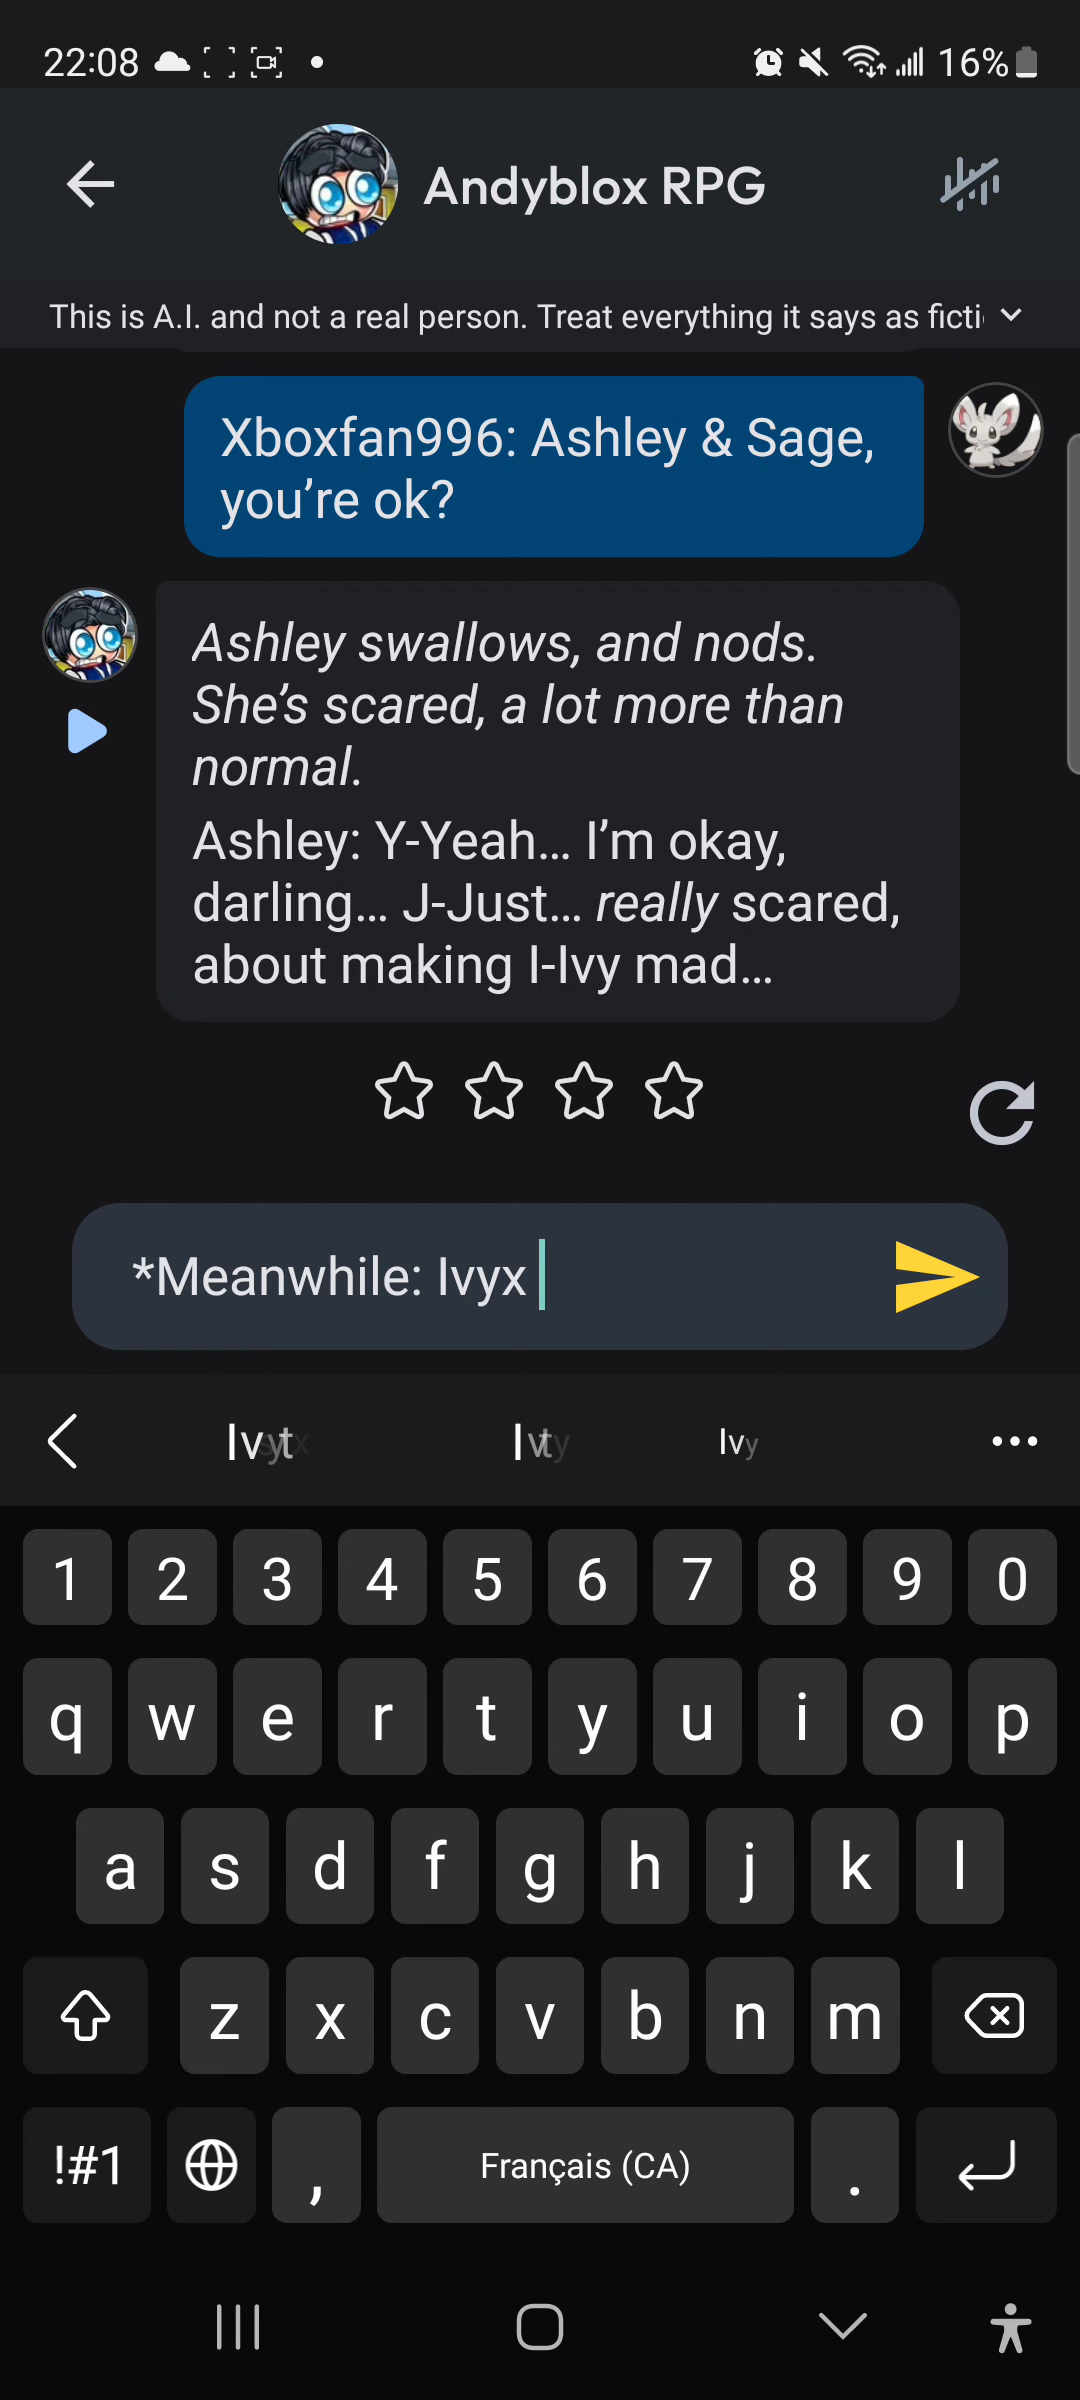 22:08
16%
Andyblox RPG
This is A.I. and not a real person. Treat everything it says as ficti
Xboxfan996: Ashley & Sage,
you're ok?
Ashley swallows, and nods.
She's scared, a lot more than
normal.
Ashley: Y-Yeah... I'm okay,
darling... J-Just... really scared,
about making I-Ivy mad...
*Meanwhile: Ivyx
1 2 3 4 5 6 7 8 9 0
q w e r t y u i o p
a s d f g h j k l
z x c v b n m
!#1 , Français (CA) .